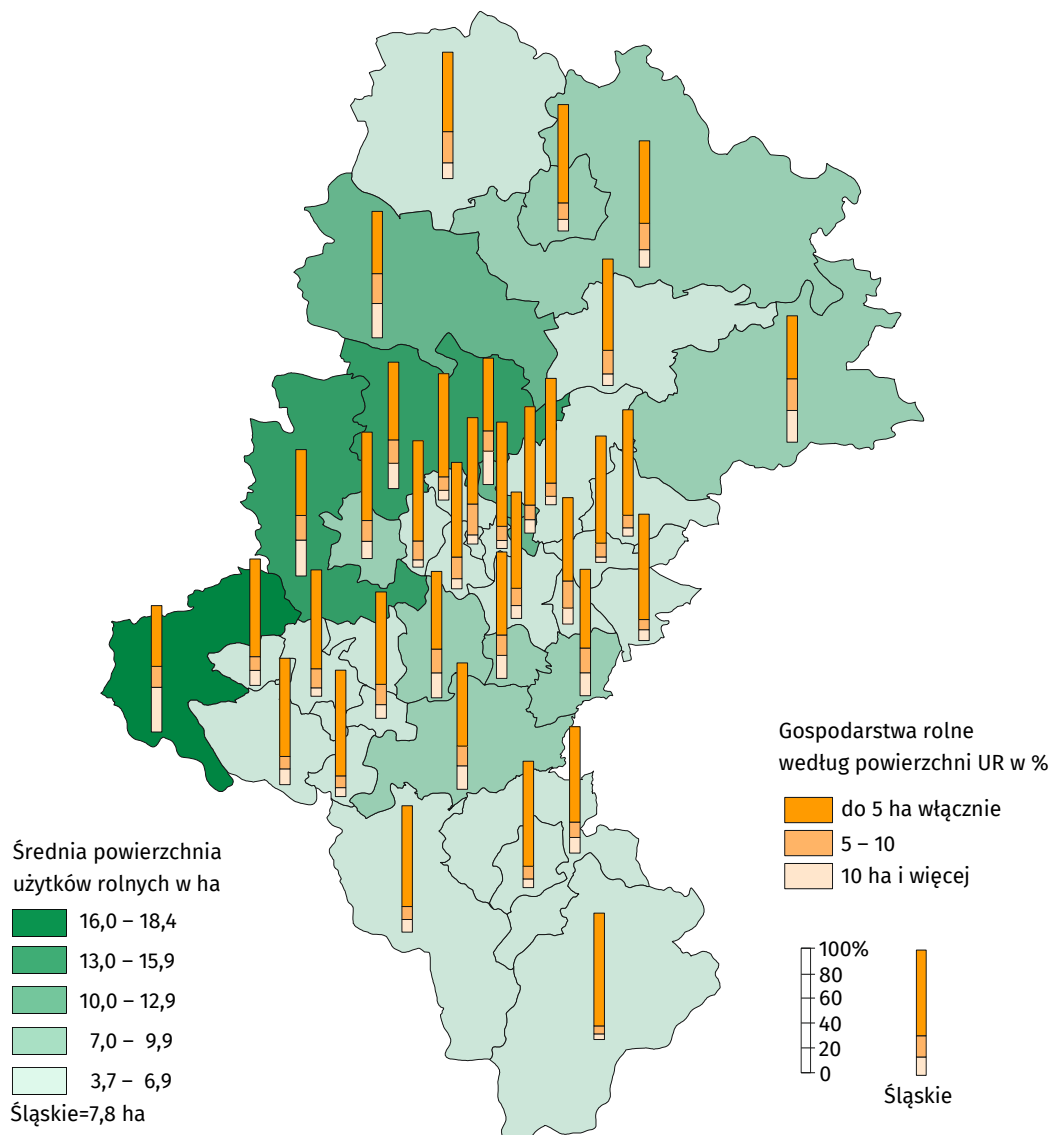 Gospodarstwa rolne
według powierzchni UR w %
do 5 ha włącznie
5 – 10
10 ha i więcej
Średnia powierzchnia
użytków rolnych w ha
16,0 – 18,4
13,0 – 15,9
10,0 – 12,9
7,0 – 9,9
3,7 – 6,9
Śląskie=7,8 ha
100%
80
60
40
20
0
Śląskie